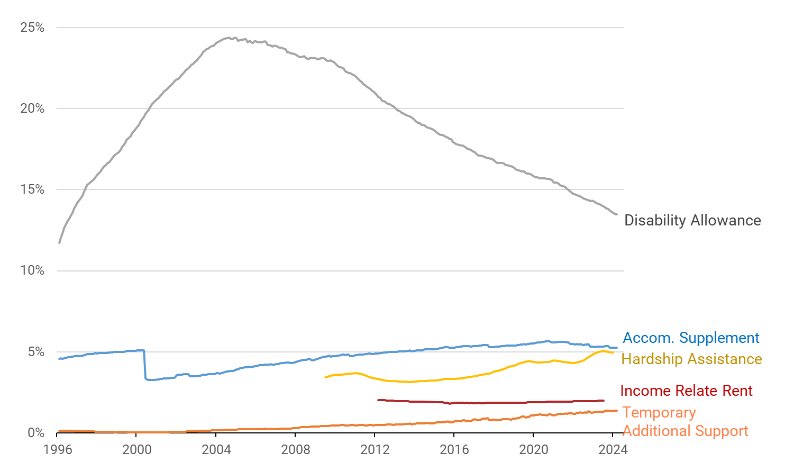 25%
20%
15%
10%
5%
0%
Disability Allowance
Accom. Supplement
Hardship Assistance
Income Relate Rent
Temporary
Additional Support
1996 2000 2004 2008 2012 2016 2020 2024